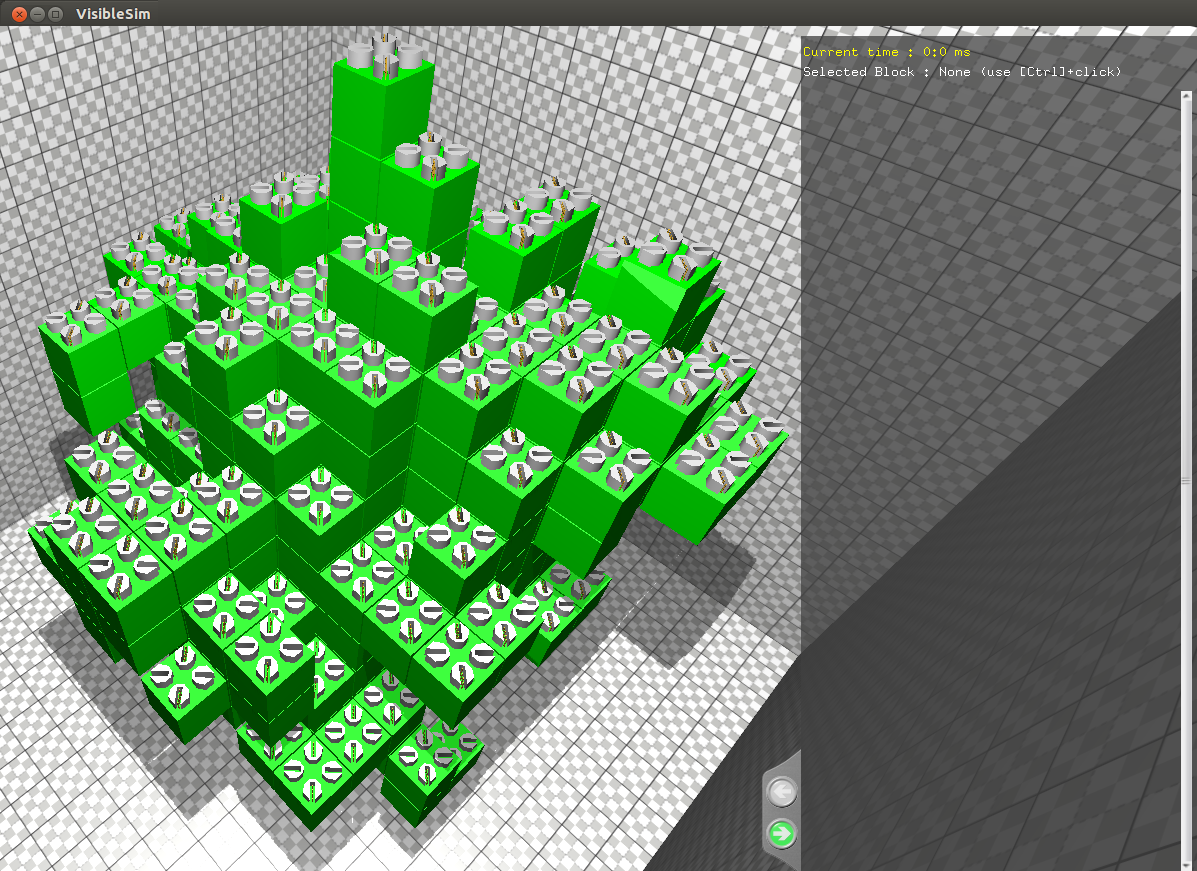 VisibleSim
Current time : 0:0 ms
Selected Block : None (use [Ctrl]+click)